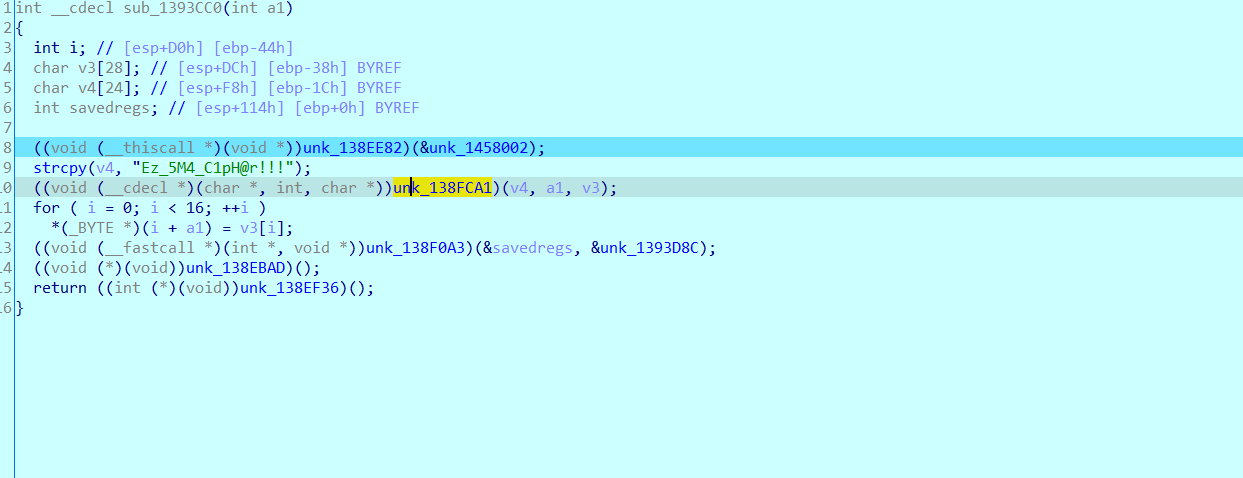 1 int __cdecl sub_1393CC0(int a1)
2 {
3   int i; // [esp+D0h] [ebp-44h]
4   char v3[28]; // [esp+DCh] [ebp-38h] BYREF
5   char v4[24]; // [esp+F8h] [ebp-1Ch] BYREF
6   int savedregs; // [esp+114h] [ebp+0h] BYREF
7
8   ((void (__thiscall *)(void *))unk_138EE82)(&unk_1458002);
9   strcpy(v4, "Ez_5M4_C1pH@r!!!");
.0   ((void (__cdecl *)(char *, int, char *))unk_138FCA1)(v4, a1, v3);
.1   for ( i = 0; i < 16; ++i )
.2     *(_BYTE *)(i + a1) = v3[i];
.3   ((void (__fastcall *)(int *, void *))unk_138F0A3)(&savedregs, &unk_1393D8C);
.4   ((void (*)(void))unk_138EBAD)();
.5   return ((int (*)(void))unk_138EF36)();
.6 }